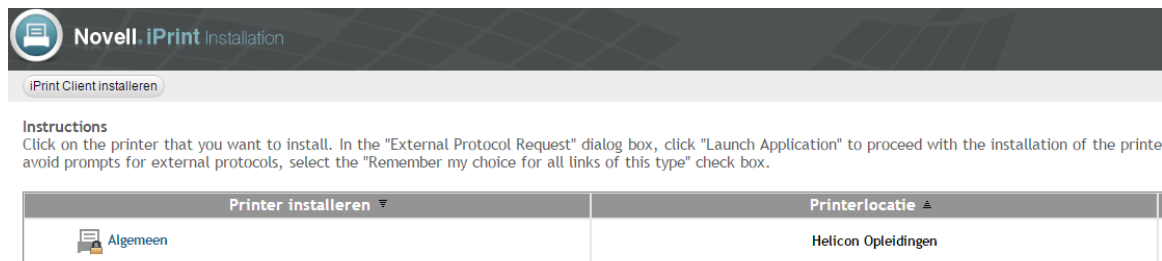 Novell. iPrint Installation
iPrint Client installeren
Instructions
Click on the printer that you want to install. In the "External Protocol Request" dialog box, click "Launch Application" to proceed with the installation of the printe
avoid prompts for external protocols, select the "Remember my choice for all links of this type" check box.
Printer installeren Printerlocatie
Algemeen Helicon Opleidingen